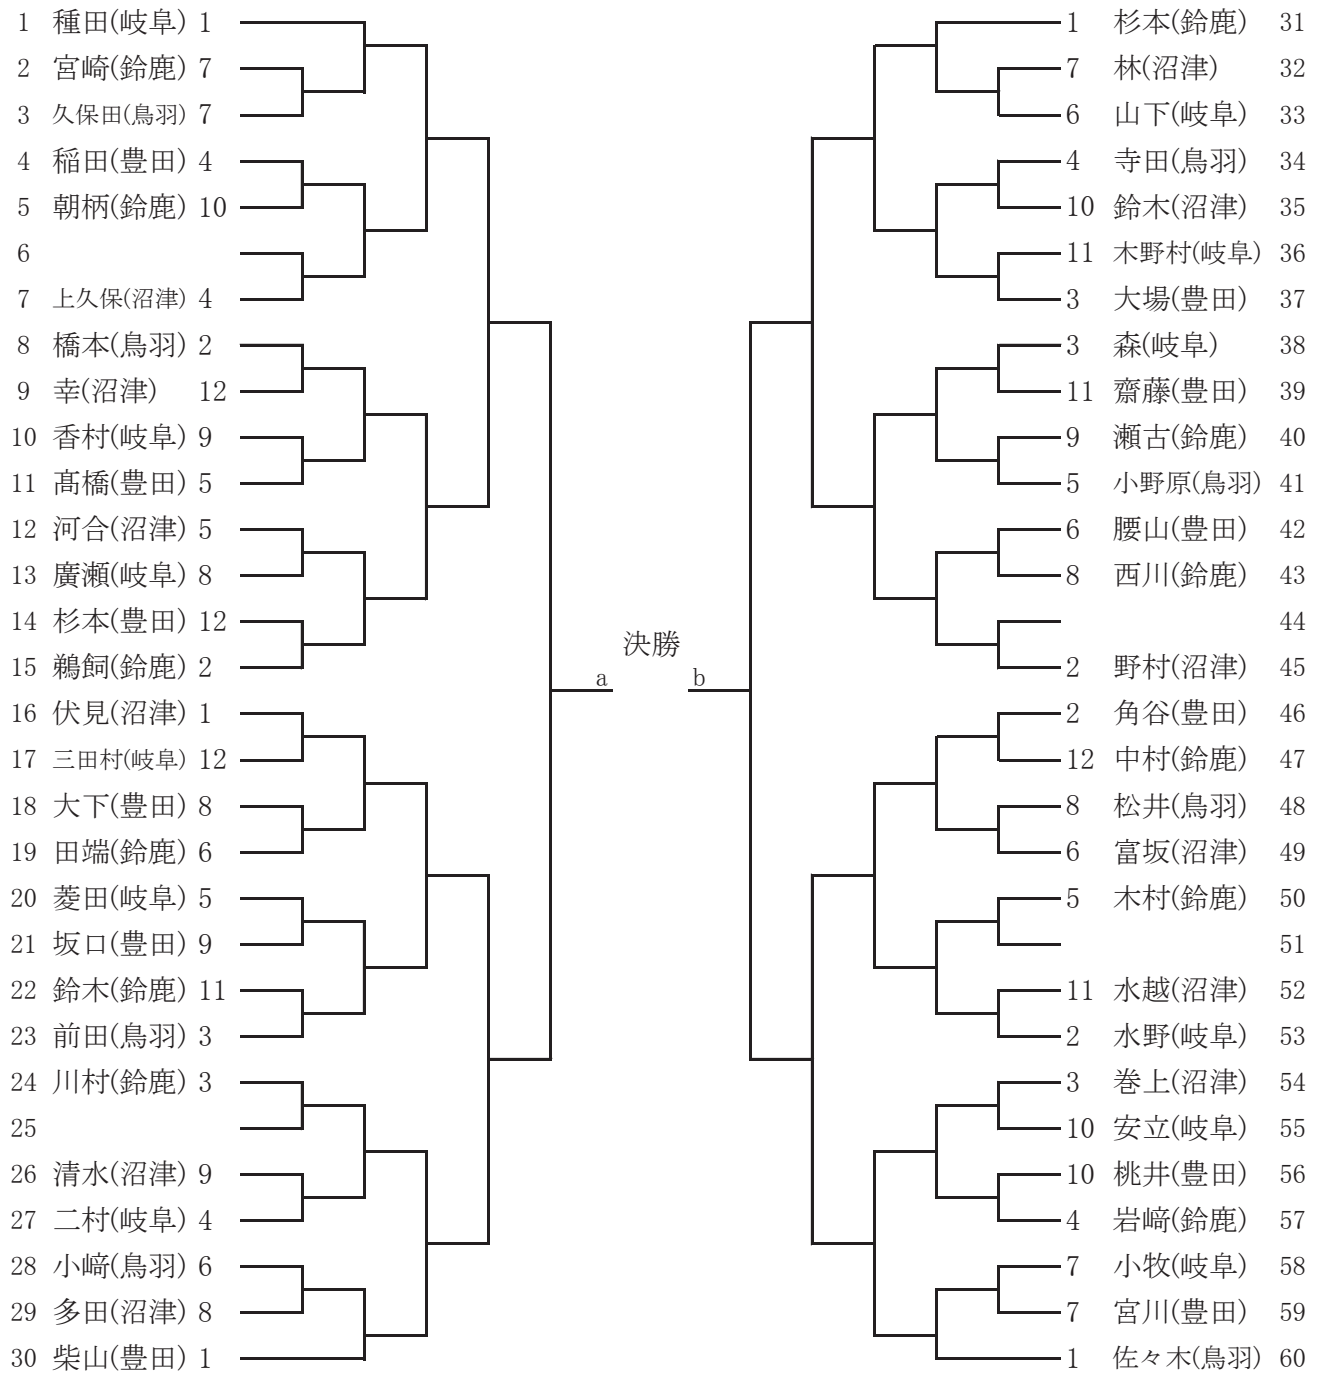 1 種田(岐阜) 1
2 宮崎(鈴鹿) 7
3 久保田(鳥羽) 7
4 稲田(豊田) 4
5 朝柄(鈴鹿) 10
6
7 上久保(沼津) 4
8 橋本(鳥羽) 2
9 幸(沼津) 12
10 香村(岐阜) 9
11 髙橋(豊田) 5
12 河合(沼津) 5
13 廣瀬(岐阜) 8
14 杉本(豊田) 12
15 鵜飼(鈴鹿) 2
16 伏見(沼津) 1
17 三田村(岐阜) 12
18 大下(豊田) 8
19 田端(鈴鹿) 6
20 菱田(岐阜) 5
21 坂口(豊田) 9
22 鈴木(鈴鹿) 11
23 前田(鳥羽) 3
24 川村(鈴鹿) 3
25
26 清水(沼津) 9
27 二村(岐阜) 4
28 小﨑(鳥羽) 6
29 多田(沼津) 8
30 柴山(豊田) 1
決勝
a b
1 杉本(鈴鹿) 31
7 林(沼津) 32
6 山下(岐阜) 33
4 寺田(鳥羽) 34
10 鈴木(沼津) 35
11 木野村(岐阜) 36
3 大場(豊田) 37
3 森(岐阜) 38
11 齋藤(豊田) 39
9 瀬古(鈴鹿) 40
5 小野原(鳥羽) 41
6 腰山(豊田) 42
8 西川(鈴鹿) 43
44
2 野村(沼津) 45
2 角谷(豊田) 46
12 中村(鈴鹿) 47
8 松井(鳥羽) 48
6 富坂(沼津) 49
5 木村(鈴鹿) 50
51
11 水越(沼津) 52
2 水野(岐阜) 53
3 巻上(沼津) 54
10 安立(岐阜) 55
10 桃井(豊田) 56
4 岩﨑(鈴鹿) 57
7 小牧(岐阜) 58
7 宮川(豊田) 59
1 佐々木(鳥羽) 60